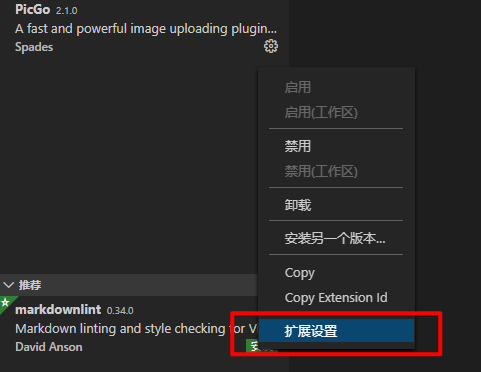 PicGo 2.1.0
A fast and powerful image uploading plugin...
Spades
启用
启用(工作区)
禁用
禁用(工作区)
卸载
安装另一个版本...
Copy
Copy Extension Id
扩展设置
推荐
markdownlint 0.34.0
Markdown linting and style checking for V
David Anson